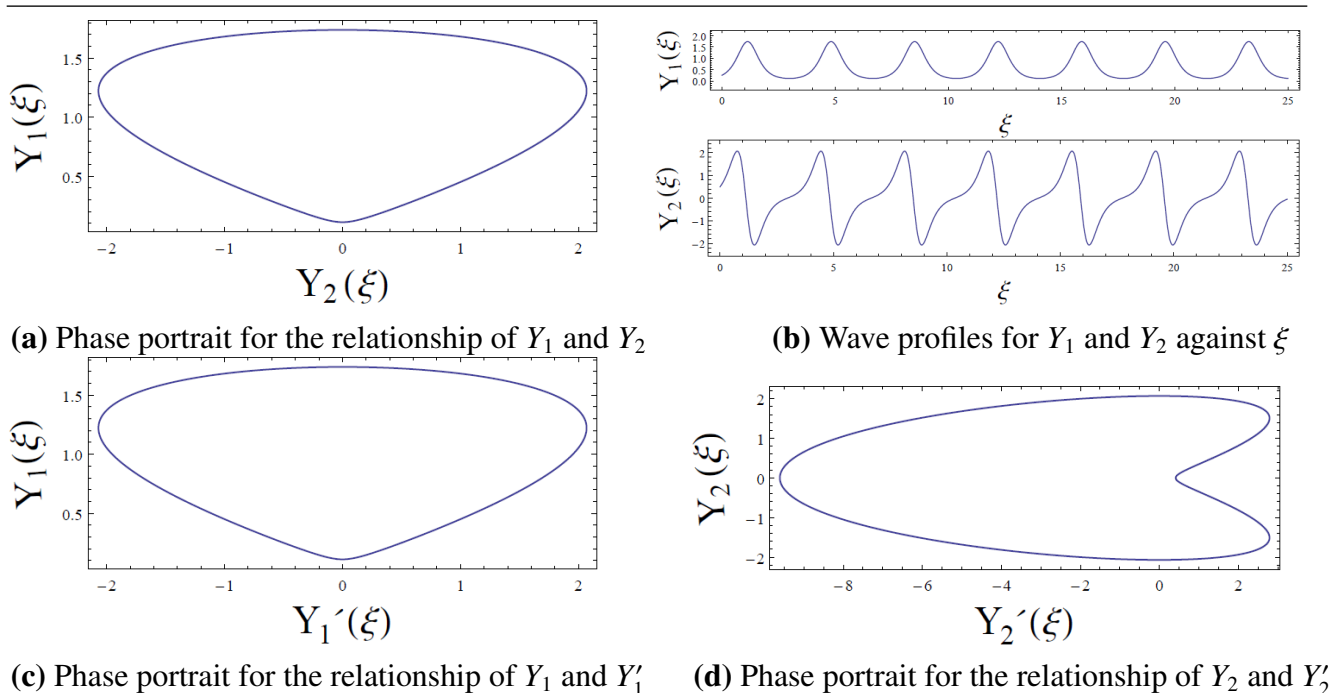 Y1(ξ)
1.5
1.0
0.5
−2 −1 0 1 2
Y2(ξ)
Y1(ξ)
2.0
1.5
1.0
0.5
0.0
0 5 10 15 20 25
ξ
Y2(ξ)
2
1
0
−1
−2
0 5 10 15 20 25
ξ
(a) Phase portrait for the relationship of Y1 and Y2
(b) Wave profiles for Y1 and Y2 against ξ
Y1(ξ)
1.5
1.0
0.5
−2 −1 0 1 2
Y1´(ξ)
Y2(ξ)
2
1
0
−1
−2
−8 −6 −4 −2 0 2
Y2´(ξ)
(c) Phase portrait for the relationship of Y1 and Y′1
(d) Phase portrait for the relationship of Y2 and Y′2